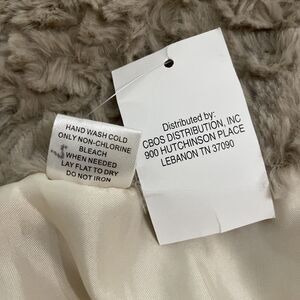 HAND WASH COLD
ONLY NON-CHLORINE
BLEACH
WHEN NEEDED
LAY FLAT TO DRY
DO NOT IRON
Distributed by:
CBOS DISTRIBUTION, INC
900 HUTCHINSON PLACE
LEBANON TN 37090